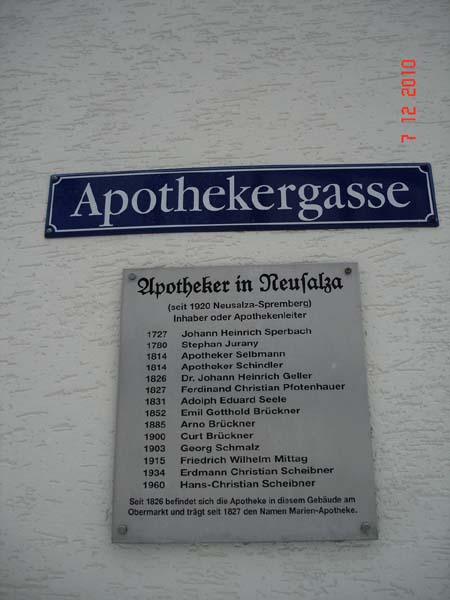 7 12 2010
Apothekergasse
Apotheker in Neuſalza
(seit 1920 Neusalza-Spremberg)
Inhaber oder Apothekenleiter
1727 Johann Heinrich Sperbach
1780 Stephan Jurany
1814 Apotheker Selbmann
1814 Apotheker Schindler
1826 Dr. Johann Heinrich Geller
1827 Ferdinand Christian Pfotenhauer
1831 Adolph Eduard Seele
1852 Emil Gotthold Brückner
1885 Arno Brückner
1900 Curt Brückner
1903 Georg Schmalz
1915 Friedrich Wilhelm Mittag
1934 Erdmann Christian Scheibner
1960 Hans-Christian Scheibner
Seit 1826 befindet sich die Apotheke in diesem Gebäude am
Obermarkt und trägt seit 1827 den Namen Marien-Apotheke.